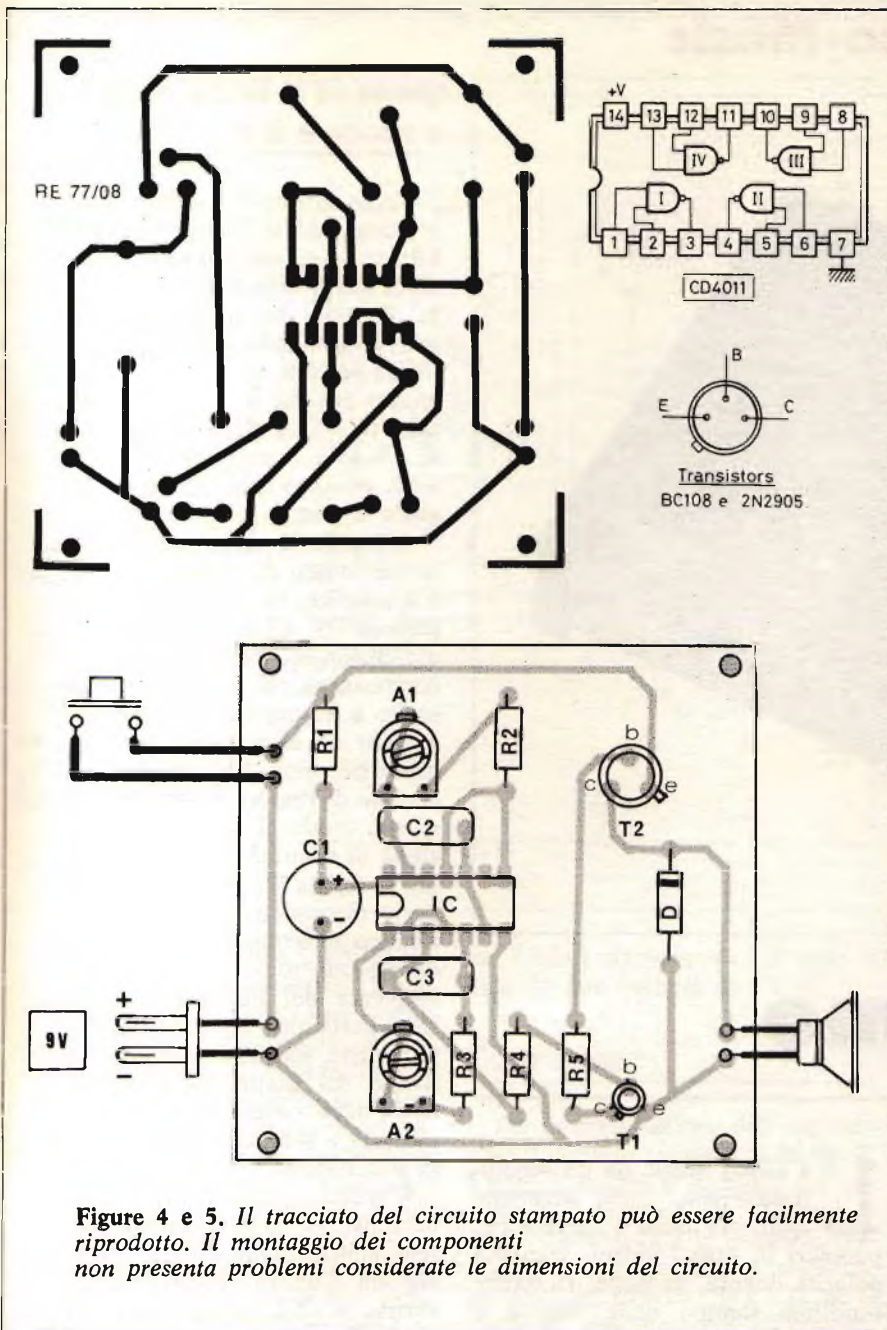 RE 77/08
+V
14 13 12 11 10 9 8
IV III
I II
1 2 3 4 5 6 7
CD4011
B
E C
Transistors
BC108 e 2N2905
A1
R1
R2
b
c e
T2
C2
C1
+
-
IC
D
C3
+
9V
-
R3
R4
R5
b
c e
A2
T1
Figure 4 e 5. Il tracciato del circuito stampato può essere facilmente
riprodotto. Il montaggio dei componenti
non presenta problemi considerate le dimensioni del circuito.